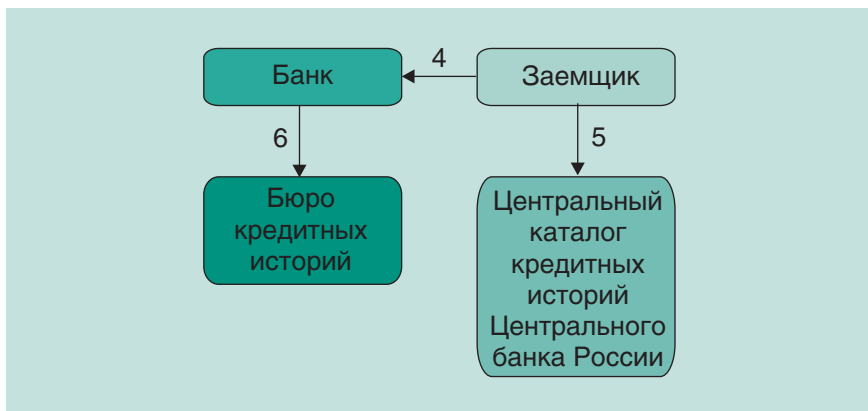 Банк
4
Заемщик
6
5
Бюро
кредитных
историй
Центральный
каталог
кредитных
историй
Центрального
банка России